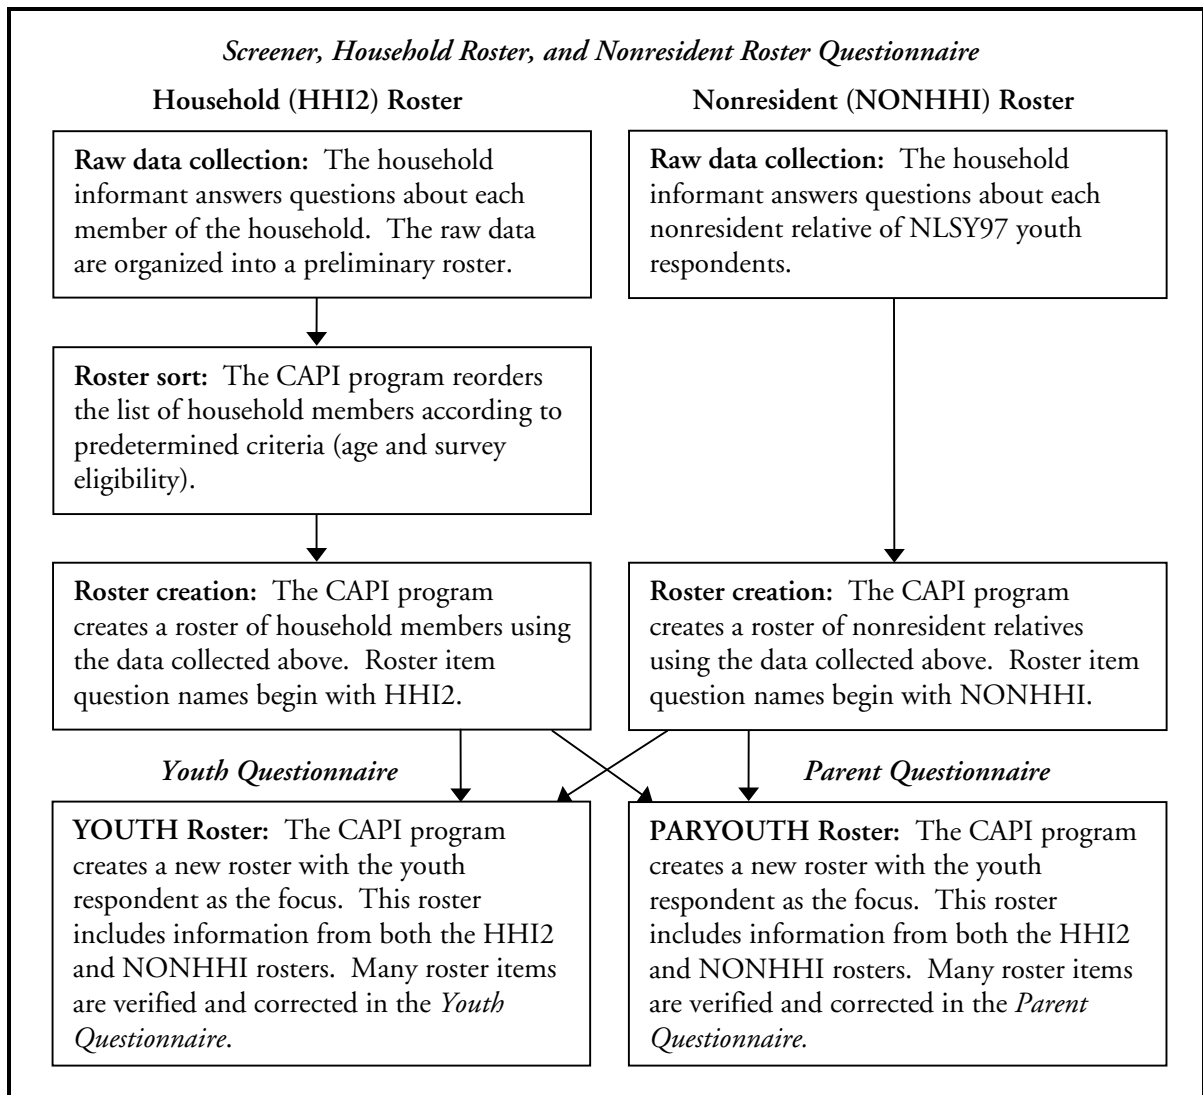 Screener, Household Roster, and Nonresident Roster Questionnaire
Household (HHI2) Roster
Nonresident (NONHHI) Roster
Raw data collection: The household
informant answers questions about each
member of the household. The raw data
are organized into a preliminary roster.
Raw data collection: The household
informant answers questions about each
nonresident relative of NLSY97 youth
respondents.
Roster sort: The CAPI program reorders
the list of household members according to
predetermined criteria (age and survey
eligibility).
Roster creation: The CAPI program
creates a roster of household members using
the data collected above. Roster item
question names begin with HHI2.
Roster creation: The CAPI program
creates a roster of nonresident relatives
using the data collected above. Roster item
question names begin with NONHHI.
Youth Questionnaire
Parent Questionnaire
YOUTH Roster: The CAPI program
creates a new roster with the youth
respondent as the focus. This roster
includes information from both the HHI2
and NONHHI rosters. Many roster items
are verified and corrected in the Youth
Questionnaire.
PARYOUTH Roster: The CAPI program
creates a new roster with the youth
respondent as the focus. This roster
includes information from both the HHI2
and NONHHI rosters. Many roster items
are verified and corrected in the Parent
Questionnaire.